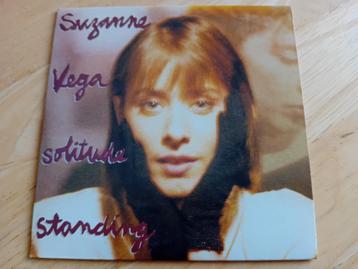 Suzanne
Vega
solitude
standing